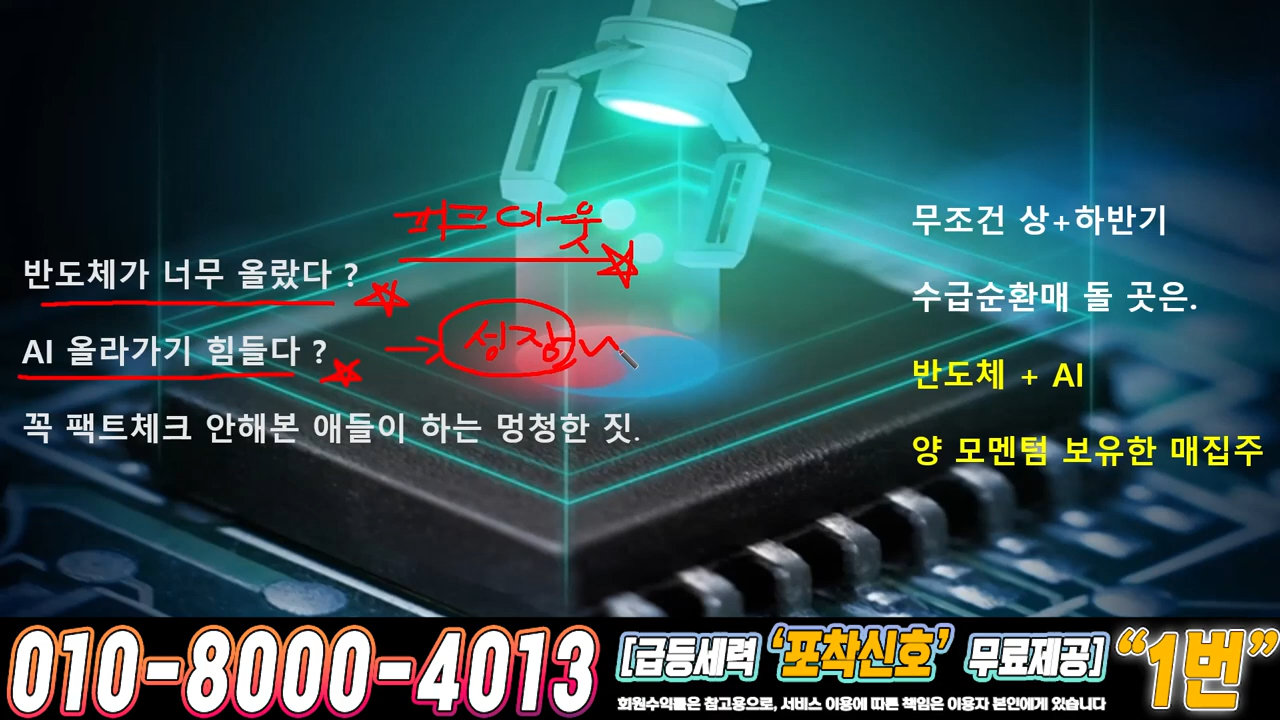 피크아웃
반도체가 너무 올랐다 ?
성장
AI 올라가기 힘들다 ?
꼭 팩트체크 안해본 애들이 하는 멍청한 짓.
무조건 상+하반기
수급순환매 돌 곳은.
반도체 + AI
양 모멘텀 보유한 매집주
010-8000-4013
[급등세력 ‘포착신호’ 무료제공] “1번”
회원수익률은 참고용으로, 서비스 이용에 따른 책임은 이용자 본인에게 있습니다